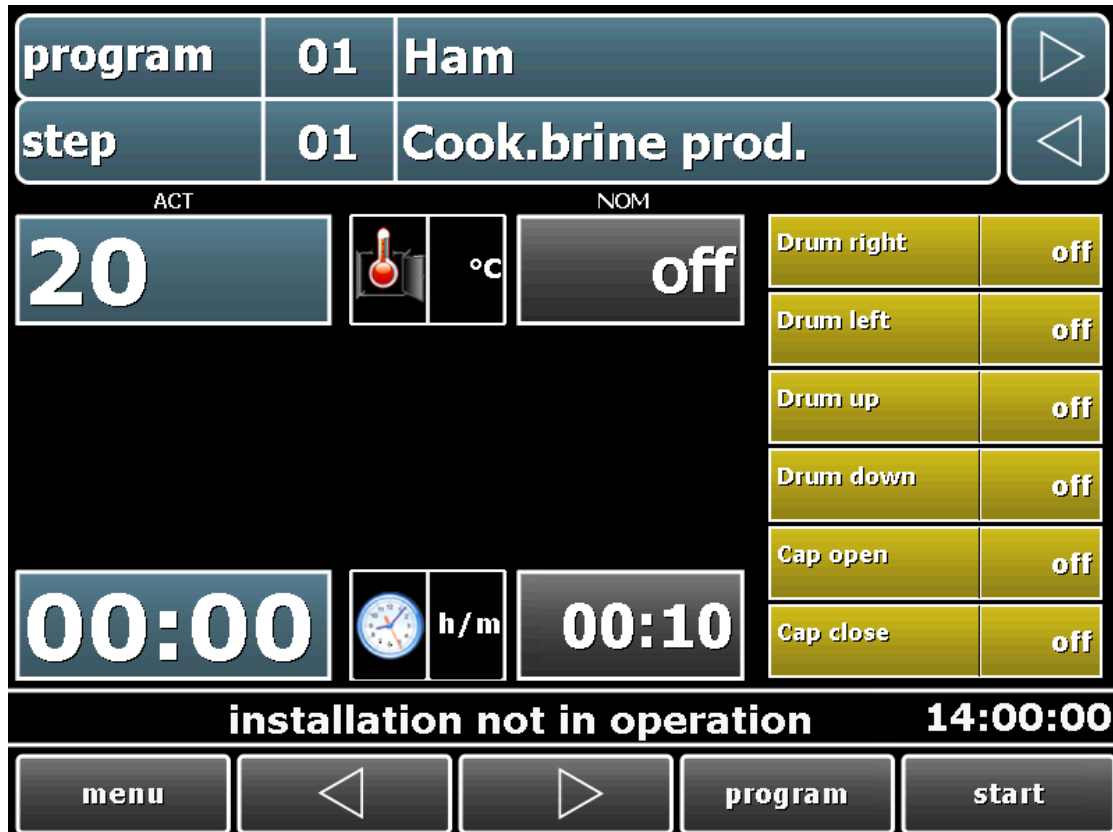 program 01 Ham
step 01 Cook.brine prod.
ACT NOM
20 °C off
Drum right off
Drum left off
Drum up off
Drum down off
Cap open off
Cap close off
00:00 h/m 00:10
installation not in operation 14:00:00
menu program start